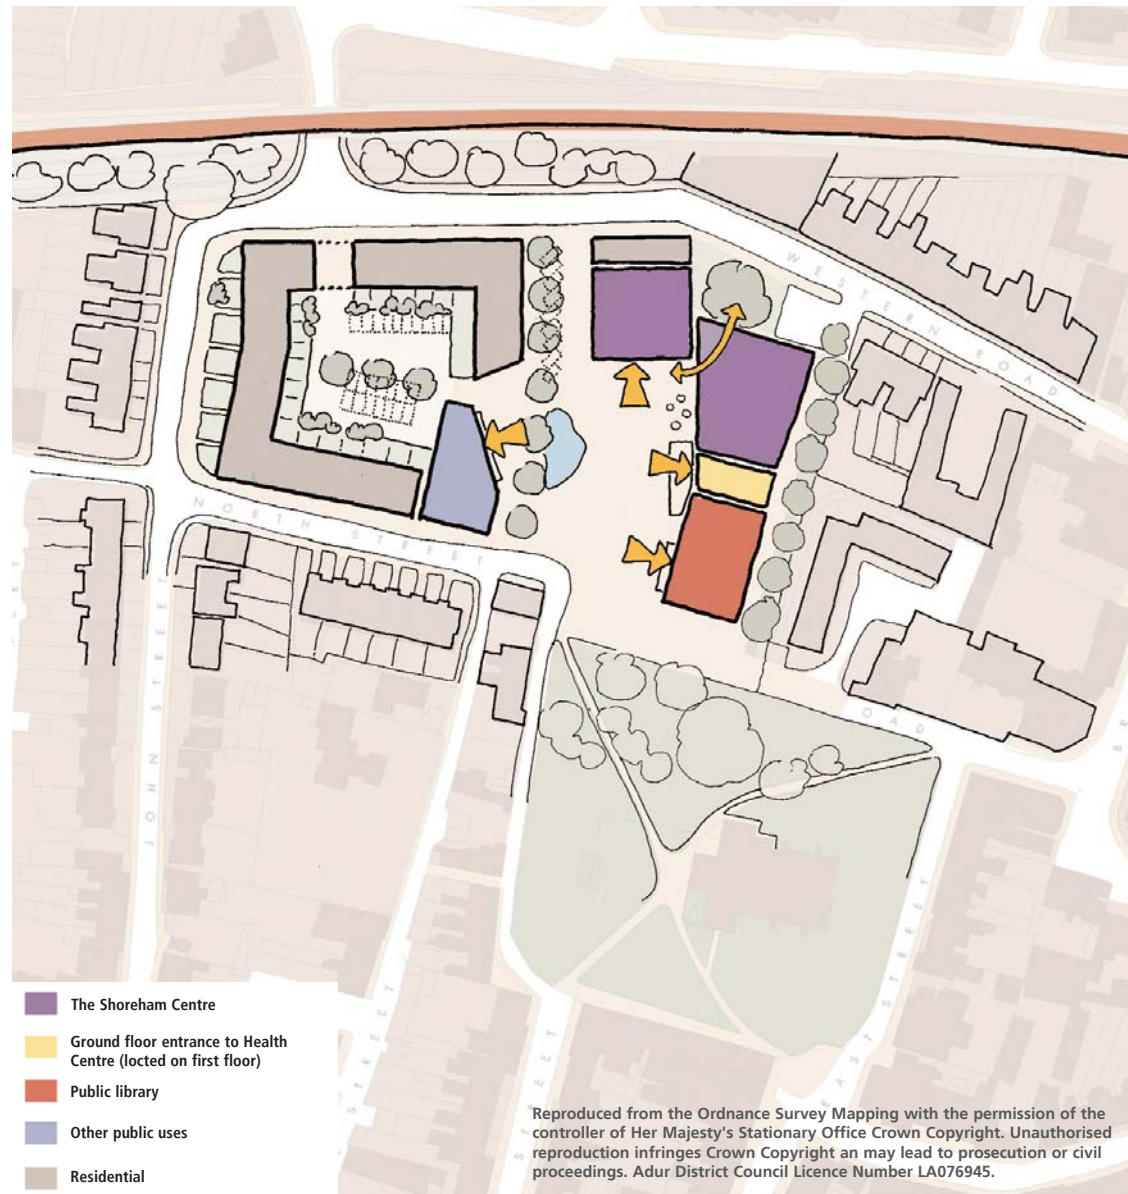 WESTERN ROAD
NORTH STREET
JOHN STREET
OAD
STREET
STREET
EAST STREET
The Shoreham Centre
Ground floor entrance to Health
Centre (locted on first floor)
Public library
Other public uses
Residential
Reproduced from the Ordnance Survey Mapping with the permission of the
controller of Her Majesty's Stationary Office Crown Copyright. Unauthorised
reproduction infringes Crown Copyright an may lead to prosecution or civil
proceedings. Adur District Council Licence Number LA076945.